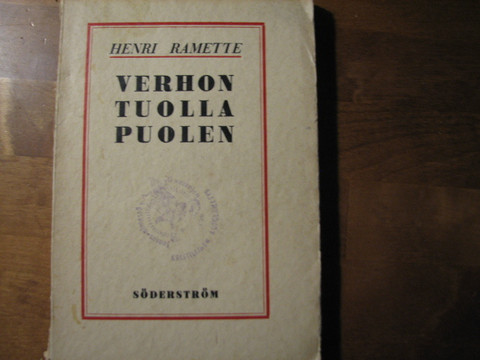 HENRI RAMETTE
VERHON
TUOLLA
PUOLEN
SÖDERSTRÖM